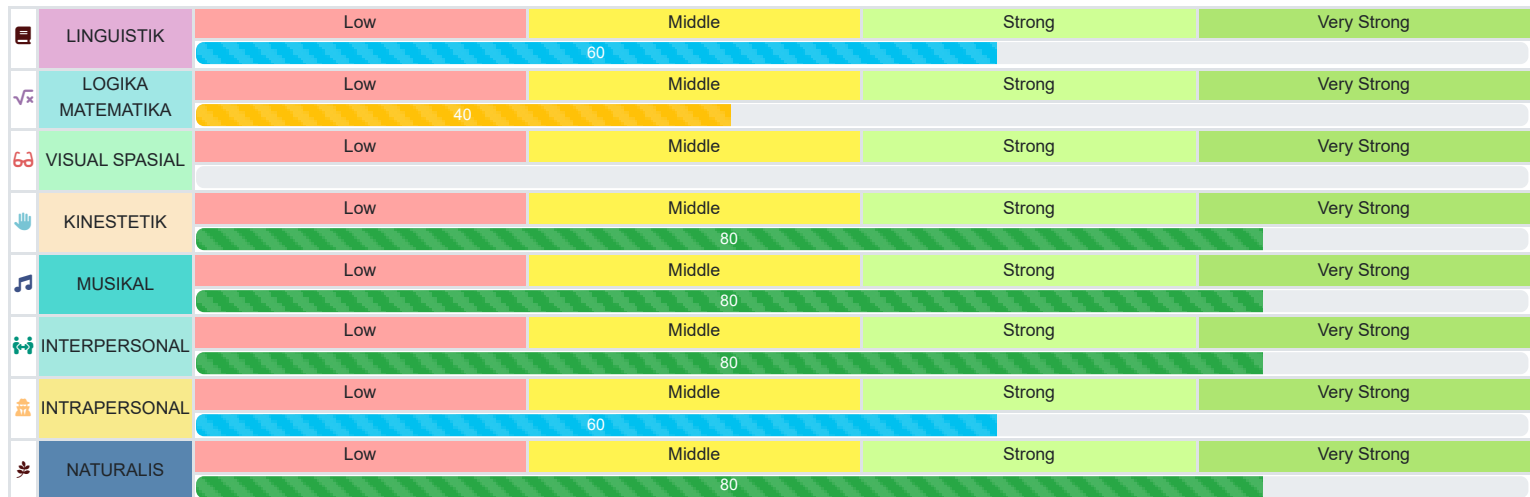 Low Middle Strong Very Strong
LINGUISTIK
60
Low Middle Strong Very Strong
LOGIKA
MATEMATIKA
40
Low Middle Strong Very Strong
VISUAL SPASIAL
Low Middle Strong Very Strong
KINESTETIK
80
Low Middle Strong Very Strong
MUSIKAL
80
Low Middle Strong Very Strong
INTERPERSONAL
80
Low Middle Strong Very Strong
INTRAPERSONAL
60
Low Middle Strong Very Strong
NATURALIS
80